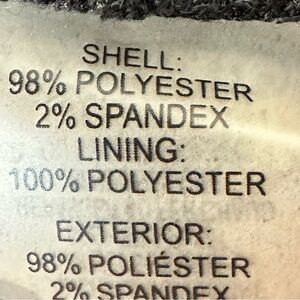 SHELL:
98% POLYESTER
2% SPANDEX
LINING:
100% POLYESTER
EXTERIOR:
98% POLIÉSTER
2% SPANDEX